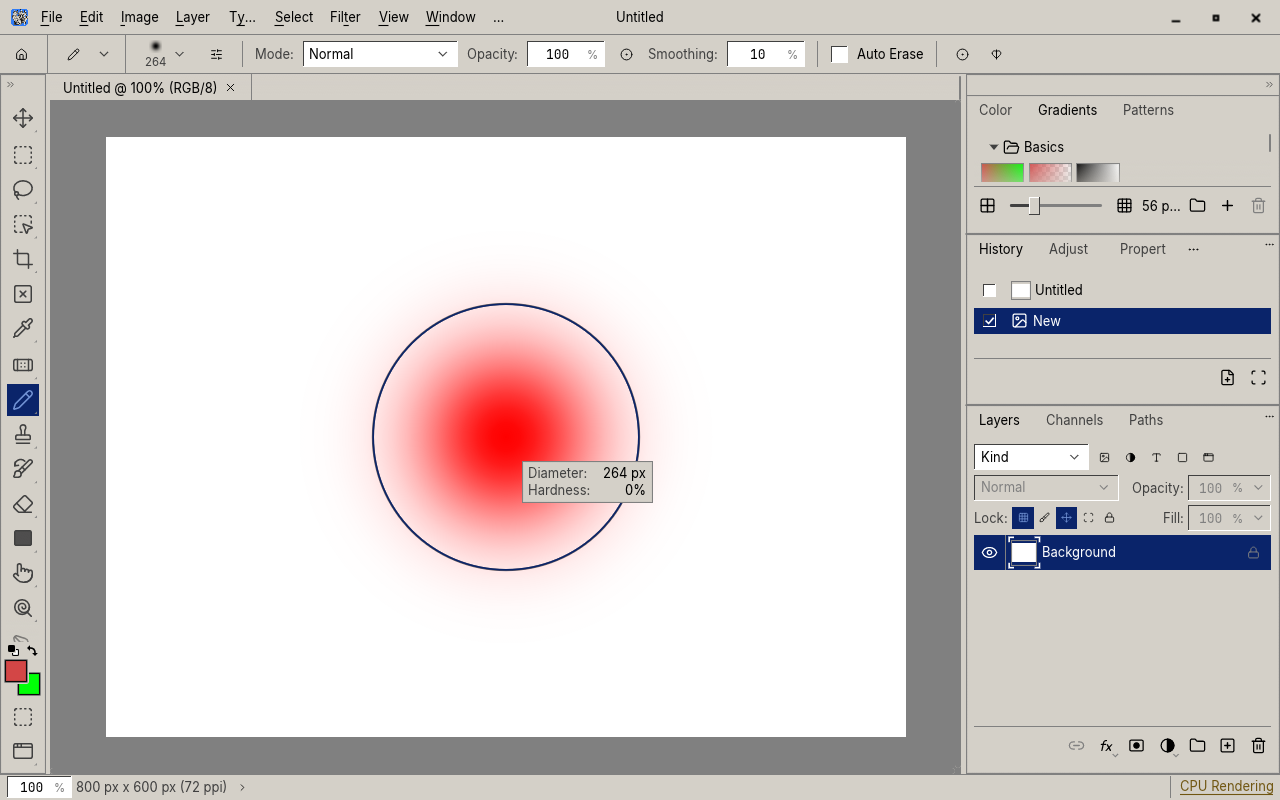 File Edit Image Layer Ty... Select Filter View Window ... Untitled
264 Mode: Normal Opacity: 100 % Smoothing: 10 % Auto Erase
Untitled @ 100% (RGB/8)
Color Gradients Patterns
Basics
56 p...
History Adjust Propert ...
Untitled
New
Layers Channels Paths
Kind
Normal Opacity: 100 %
Lock: Fill: 100 %
Background
fx
Diameter: 264 px
Hardness: 0%
100 % 800 px x 600 px (72 ppi) CPU Rendering